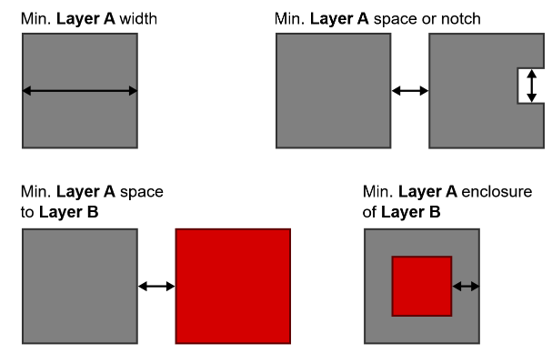 Min. Layer A width
Min. Layer A space or notch
Min. Layer A space
to Layer B
Min. Layer A enclosure
of Layer B